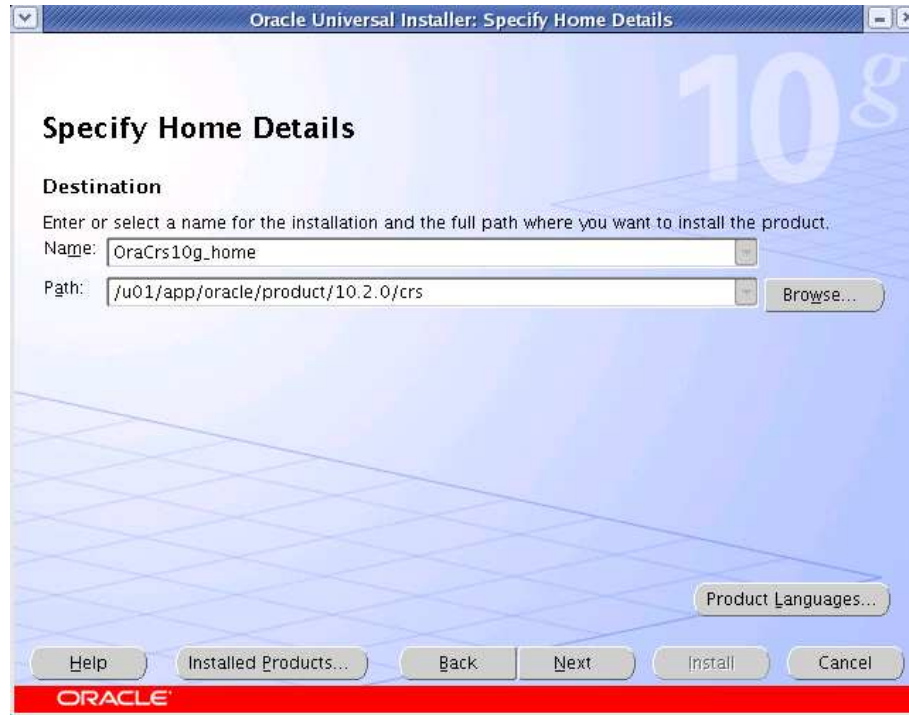 Oracle Universal Installer: Specify Home Details
10g
Specify Home Details
Destination
Enter or select a name for the installation and the full path where you want to install the product.
Name: OraCrs10g_home
Path: /u01/app/oracle/product/10.2.0/crs Browse...
Product Languages...
Help Installed Products... Back Next Install Cancel
ORACLE